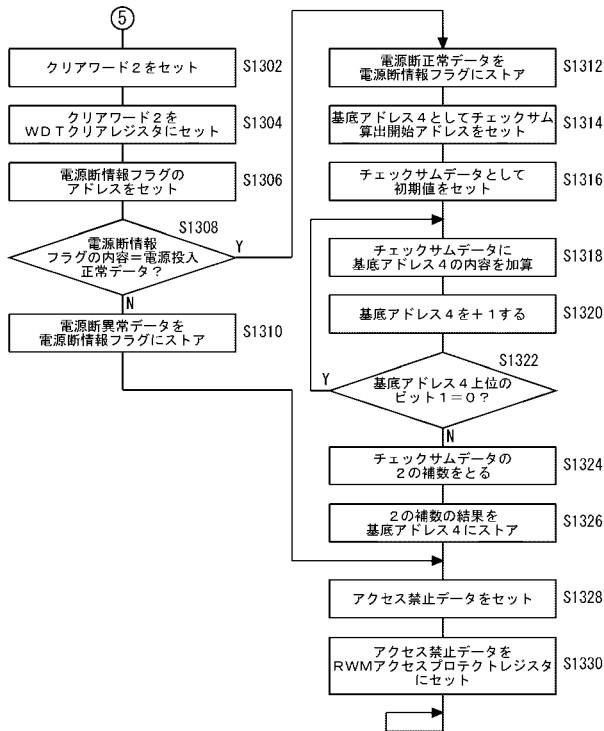 5
クリアワード２をセット
S1302
クリアワード２を
ＷＤＴクリアレジスタにセット
S1304
電源断情報フラグの
アドレスをセット
S1306
S1308
電源断情報
フラグの内容＝電源投入
正常データ？
Y
N
電源断異常データを
電源断情報フラグにストア
S1310
電源断正常データを
電源断情報フラグにストア
S1312
基底アドレス４としてチェックサム
算出開始アドレスをセット
S1314
チェックサムデータとして
初期値をセット
S1316
チェックサムデータに
基底アドレス４の内容を加算
S1318
基底アドレス４を＋１する
S1320
S1322
基底アドレス４上位の
ビット１＝０？
Y
N
チェックサムデータの
２の補数をとる
S1324
２の補数の結果を
基底アドレス４にストア
S1326
アクセス禁止データをセット
S1328
アクセス禁止データを
ＲＷＭアクセスプロテクトレジスタ
にセット
S1330